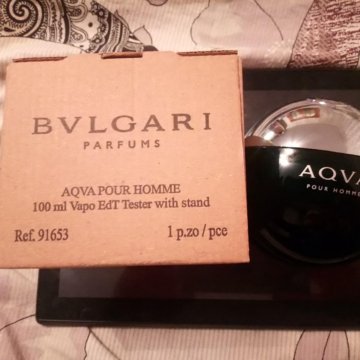 BVLGARI
PARFUMS
AQVA POUR HOMME
100 ml Vapo EdT Tester with stand
Ref. 91653 1 p.zo / pce
AQVA
POUR HOMME